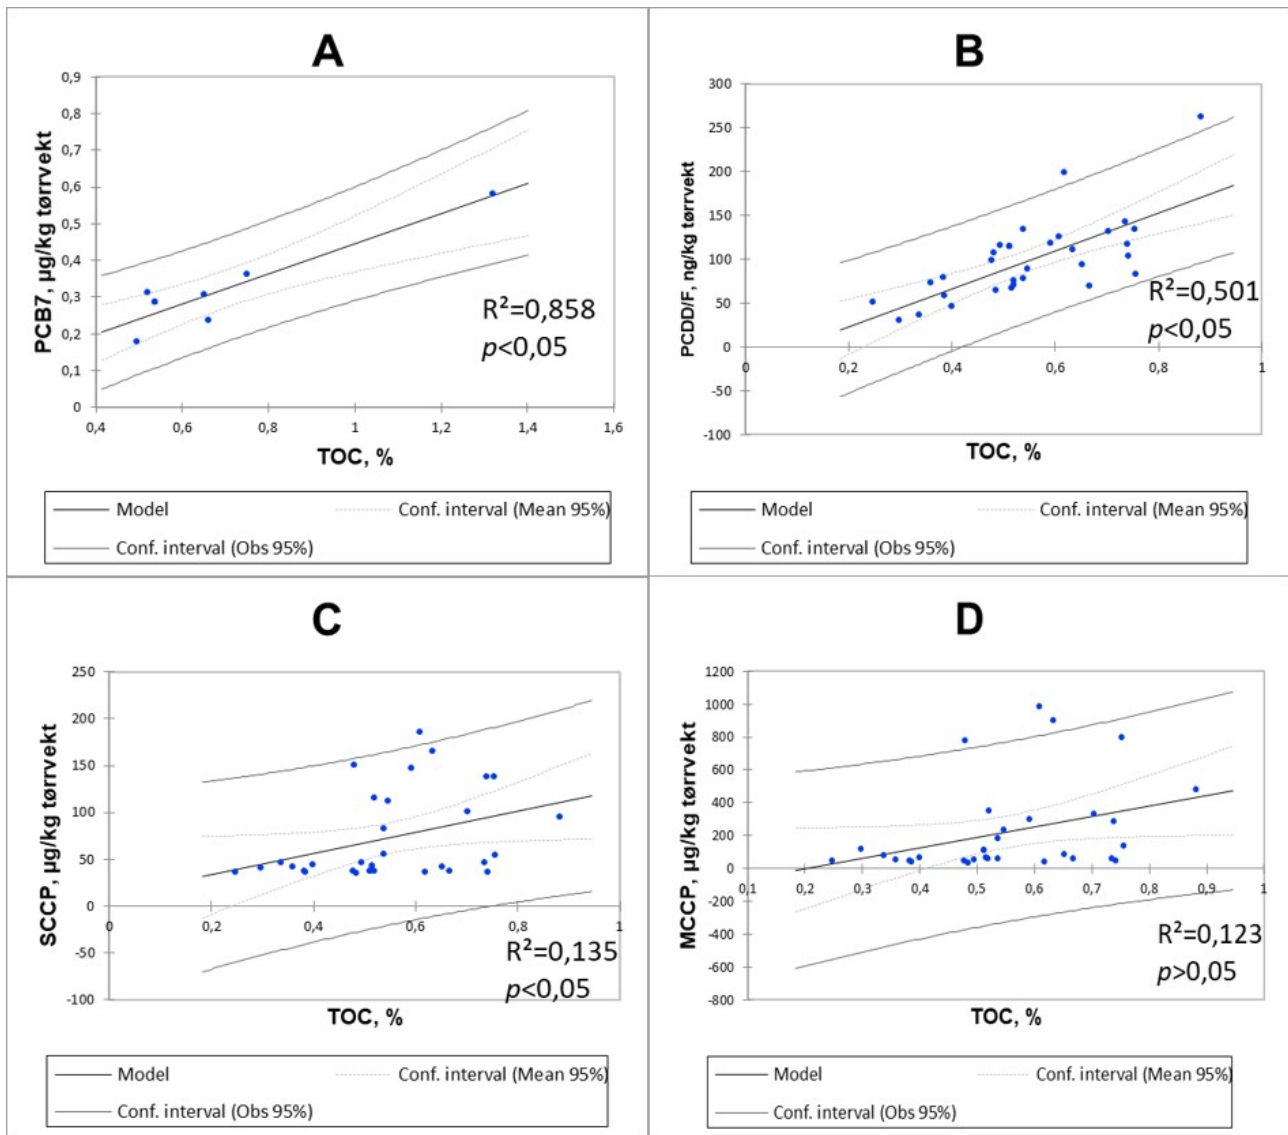 A
PCB7, µg/kg tørrvekt
0,9
0,8
0,7
0,6
0,5
0,4
0,3
0,2
0,1
0
R²=0,858
p<0,05
0,4 0,6 0,8 1 1,2 1,4 1,6
TOC, %
Model Conf. interval (Mean 95%)
Conf. interval (Obs 95%)
B
PCDD/F, ng/kg tørrvekt
300
250
200
150
100
50
0
-50
-100
R²=0,501
p<0,05
0 0,2 0,4 0,6 0,8 1
TOC, %
Model Conf. interval (Mean 95%)
Conf. interval (Obs 95%)
C
SCCP, µg/kg tørrvekt
250
200
150
100
50
0
-50
-100
0 0,2 0,4 0,6 0,8 1
R²=0,135
p<0,05
TOC, %
Model Conf. interval (Mean 95%)
Conf. interval (Obs 95%)
D
MCCP, µg/kg tørrvekt
1200
1000
800
600
400
200
0
-200
-400
-600
-800
0,1 0,2 0,3 0,4 0,5 0,6 0,7 0,8 0,9 1
R²=0,123
p>0,05
TOC, %
Model Conf. interval (Mean 95%)
Conf. interval (Obs 95%)